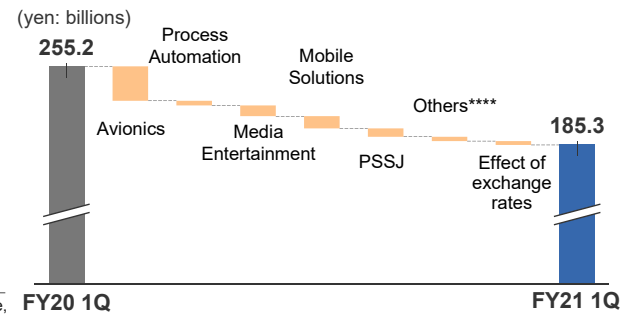 (yen: billions)
255.2
Process
Automation
Mobile
Solutions
Others****
185.3
Avionics
Media
Entertainment
PSSJ
Effect of
exchange
rates
e,
FY20 1Q
FY21 1Q